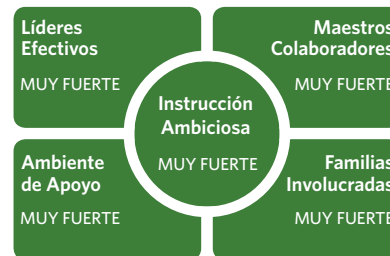 Líderes
Efectivos
MUY FUERTE
Maestros
Colaboradores
MUY FUERTE
Instrucción
Ambiciosa
MUY FUERTE
Ambiente
de Apoyo
MUY FUERTE
Familias
Involucradas
MUY FUERTE